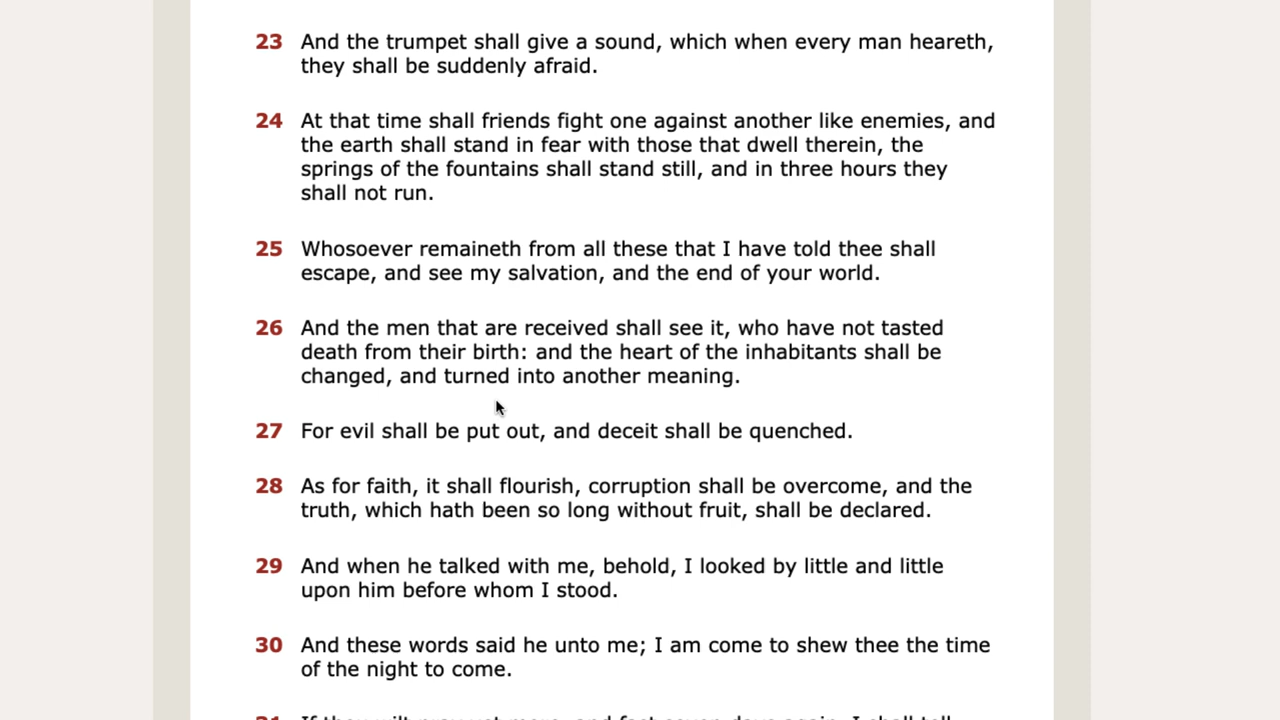 23 And the trumpet shall give a sound, which when every man heareth,
they shall be suddenly afraid.
24 At that time shall friends fight one against another like enemies, and
the earth shall stand in fear with those that dwell therein, the
springs of the fountains shall stand still, and in three hours they
shall not run.
25 Whosoever remaineth from all these that I have told thee shall
escape, and see my salvation, and the end of your world.
26 And the men that are received shall see it, who have not tasted
death from their birth: and the heart of the inhabitants shall be
changed, and turned into another meaning.
27 For evil shall be put out, and deceit shall be quenched.
28 As for faith, it shall flourish, corruption shall be overcome, and the
truth, which hath been so long without fruit, shall be declared.
29 And when he talked with me, behold, I looked by little and little
upon him before whom I stood.
30 And these words said he unto me; I am come to shew thee the time
of the night to come.